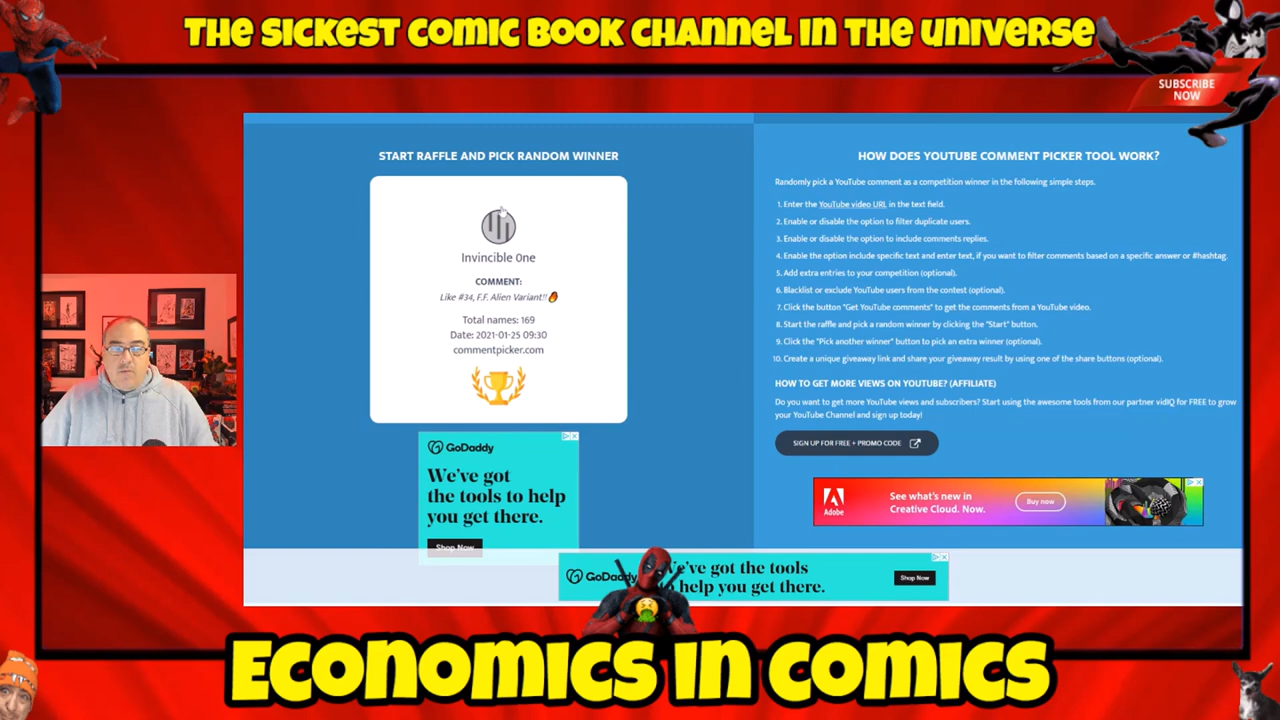 THE SICKEST COMIC BOOK CHANNEL IN THE UNIVERSE
SUBSCRIBE
NOW
START RAFFLE AND PICK RANDOM WINNER
Invincible One
COMMENT:
Like #34, F.F. Alien Variant!!🔥
Total names: 169
Date: 2021-01-25 09:30
commentpicker.com
GoDaddy
We've got
the tools to help
you get there.
Shop Now
HOW DOES YOUTUBE COMMENT PICKER TOOL WORK?
Randomly pick a YouTube comment as a competition winner in the following simple steps.
1. Enter the YouTube video URL in the text field.
2. Enable or disable the option to filter duplicate users.
3. Enable or disable the option to include comments replies.
4. Enable the option include specific text and enter text, if you want to filter comments based on a specific answer or #hashtag.
5. Add extra entries to your competition (optional).
6. Blacklist or exclude YouTube users from the contest (optional).
7. Click the button "Get YouTube comments" to get the comments from a YouTube video.
8. Start the raffle and pick a random winner by clicking the "Start" button.
9. Click the "Pick another winner" button to pick an extra winner (optional).
10. Create a unique giveaway link and share your giveaway result by using one of the share buttons (optional).
HOW TO GET MORE VIEWS ON YOUTUBE? (AFFILIATE)
Do you want to get more YouTube views and subscribers? Start using the awesome tools from our partner vidIQ for FREE to grow
your YouTube Channel and sign up today!
SIGN UP FOR FREE + PROMO CODE
Adobe
See what's new in
Creative Cloud. Now.
Buy now
GoDaddy
We've got the tools
to help you get there.
Shop Now
ECONOMICS IN COMICS